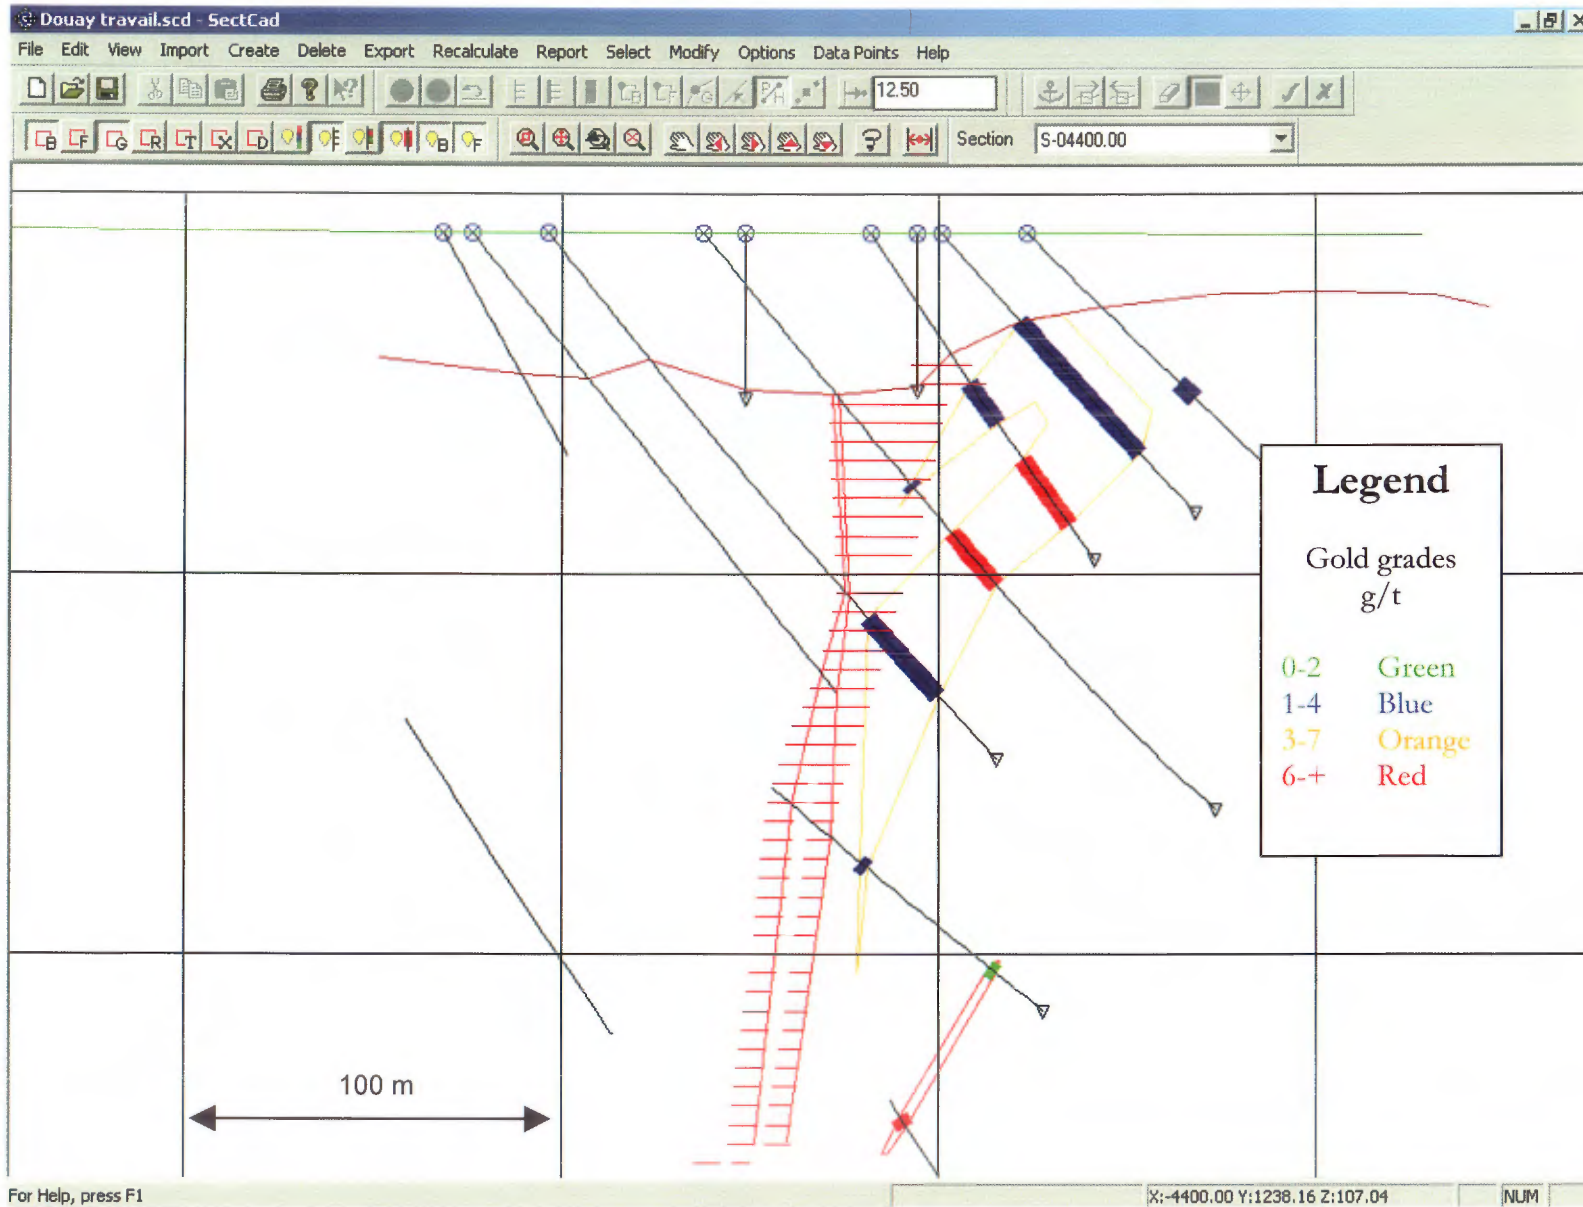 Douay travail.scd - SectCad
File Edit View Import Create Delete Export Recalculate Report Select Modify Options Data Points Help
12.50
B F G R T X D B F Section S-04400.00
Legend
Gold grades
g/t
0-2 Green
1-4 Blue
3-7 Orange
6-+ Red
100 m
For Help, press F1 X:-4400.00 Y:1238.16 Z:107.04 NUM